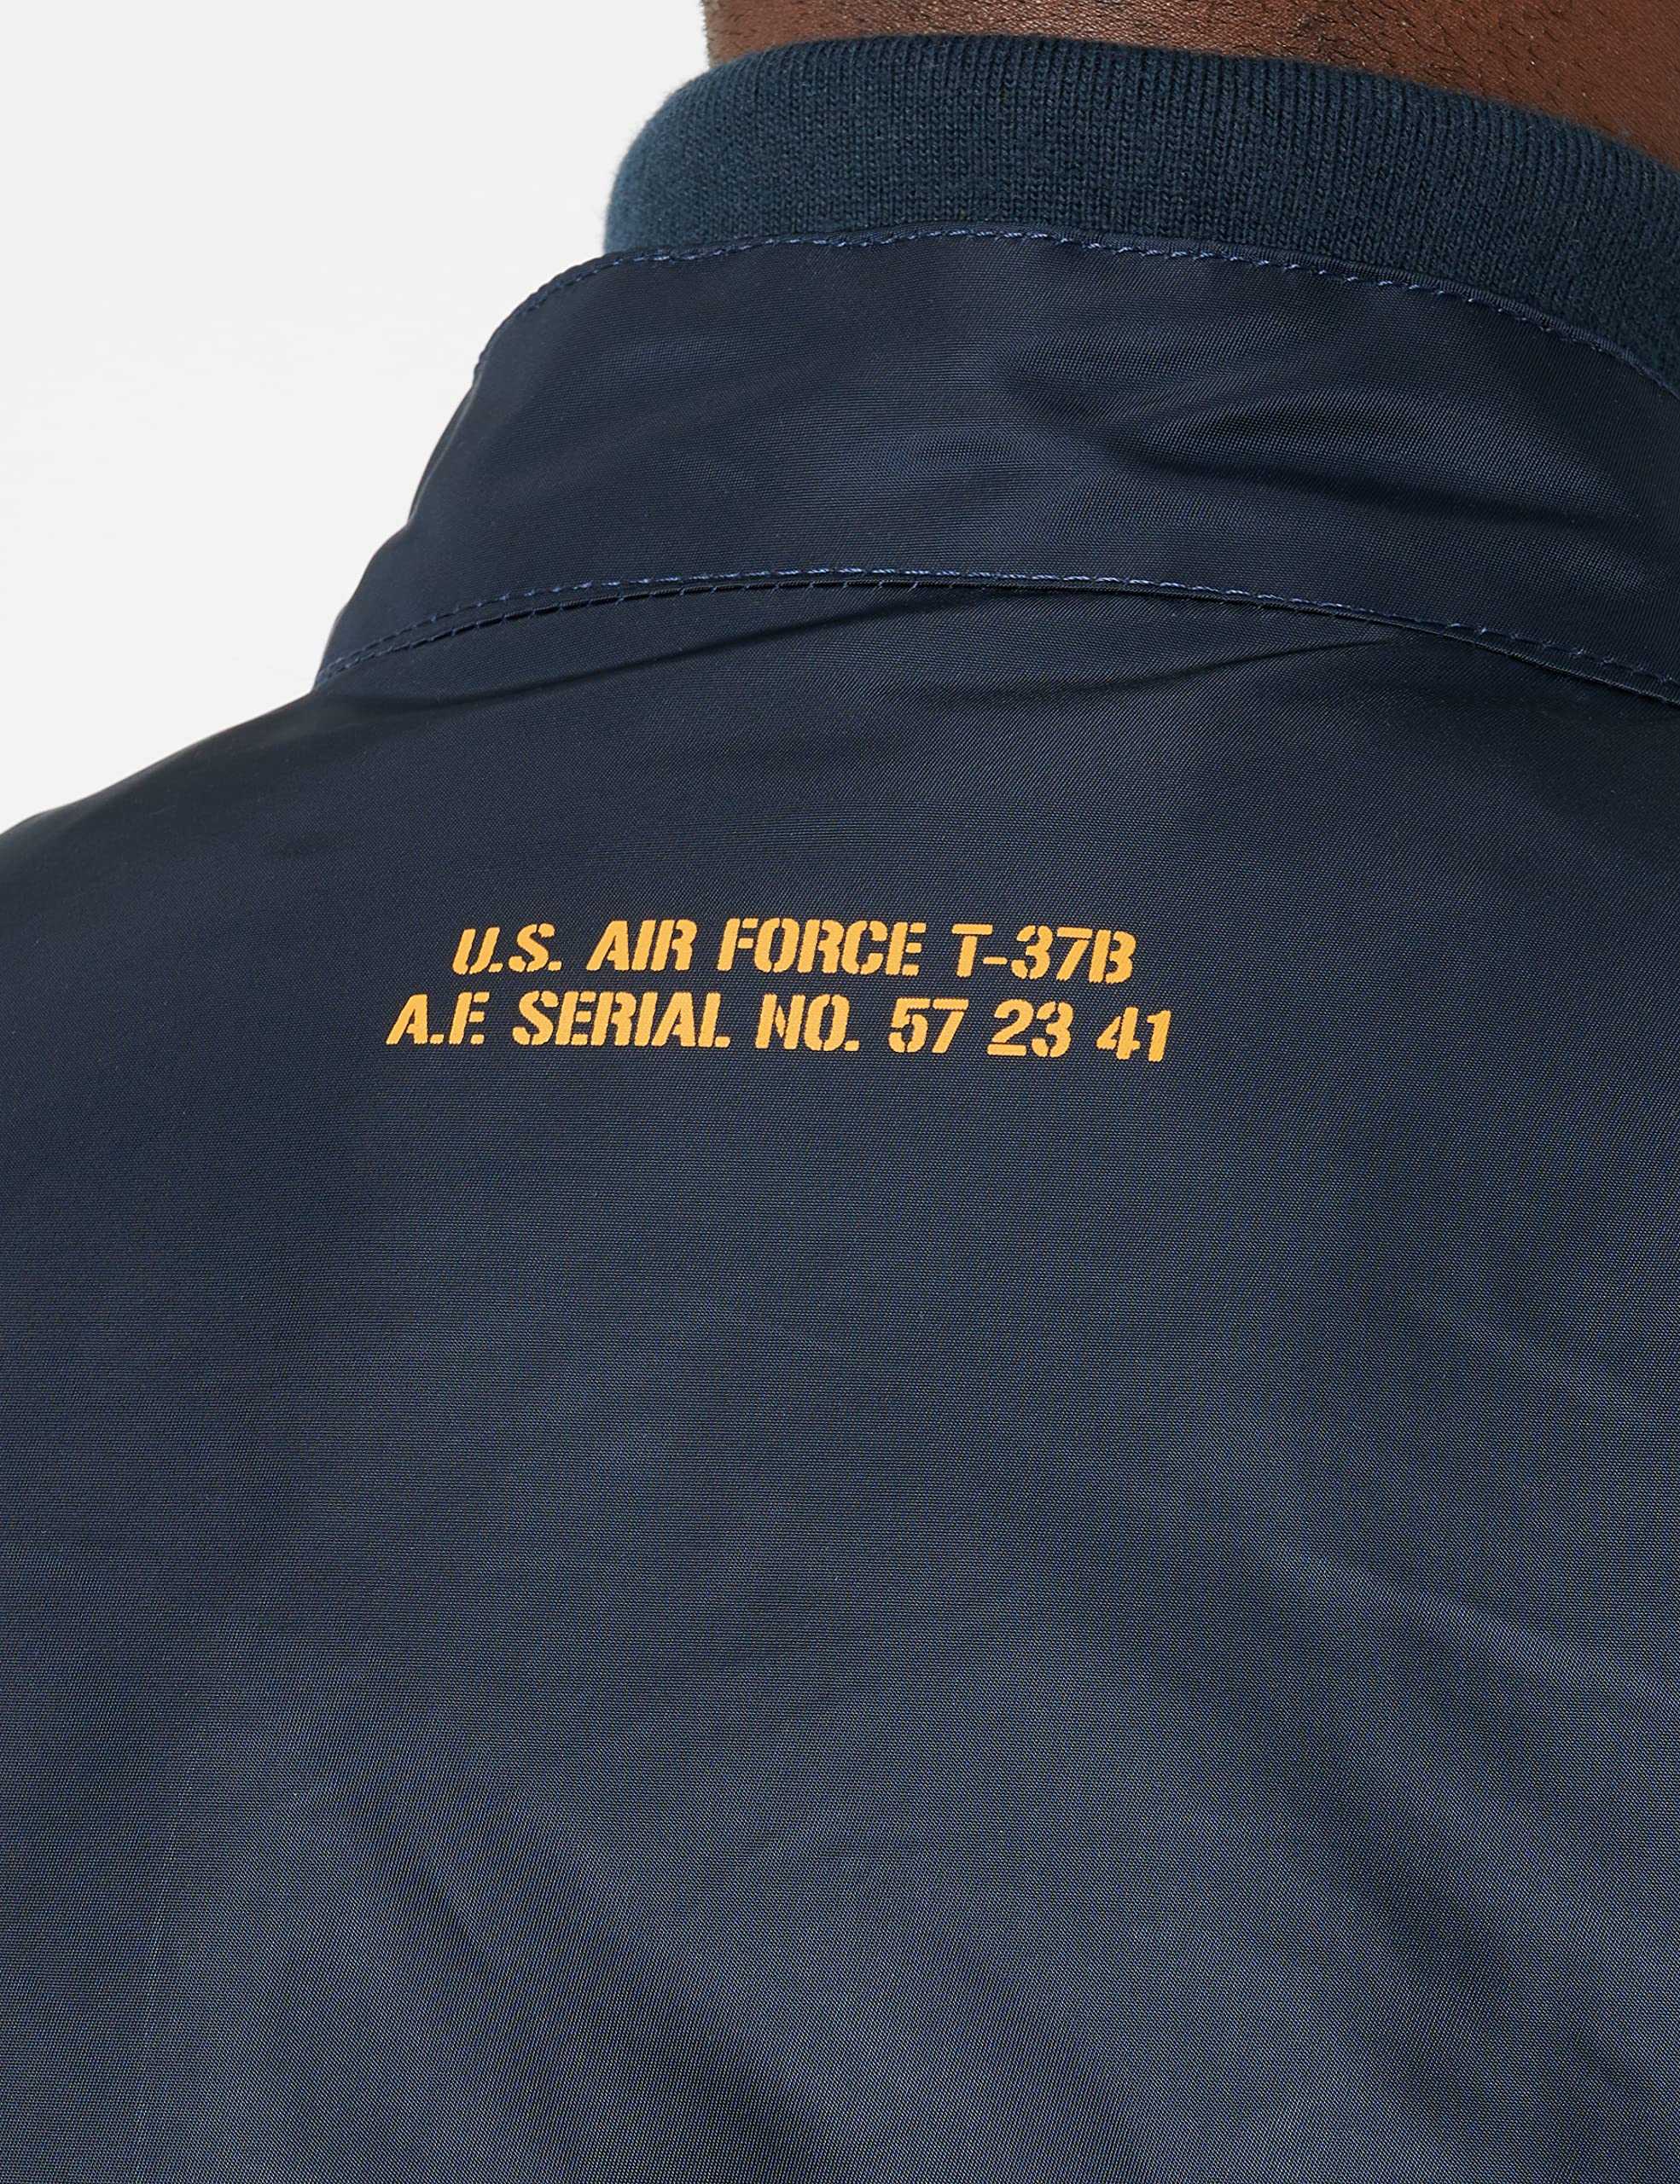 U.S. AIR FORCE T-37B
A.F. SERIAL NO. 57 23 41